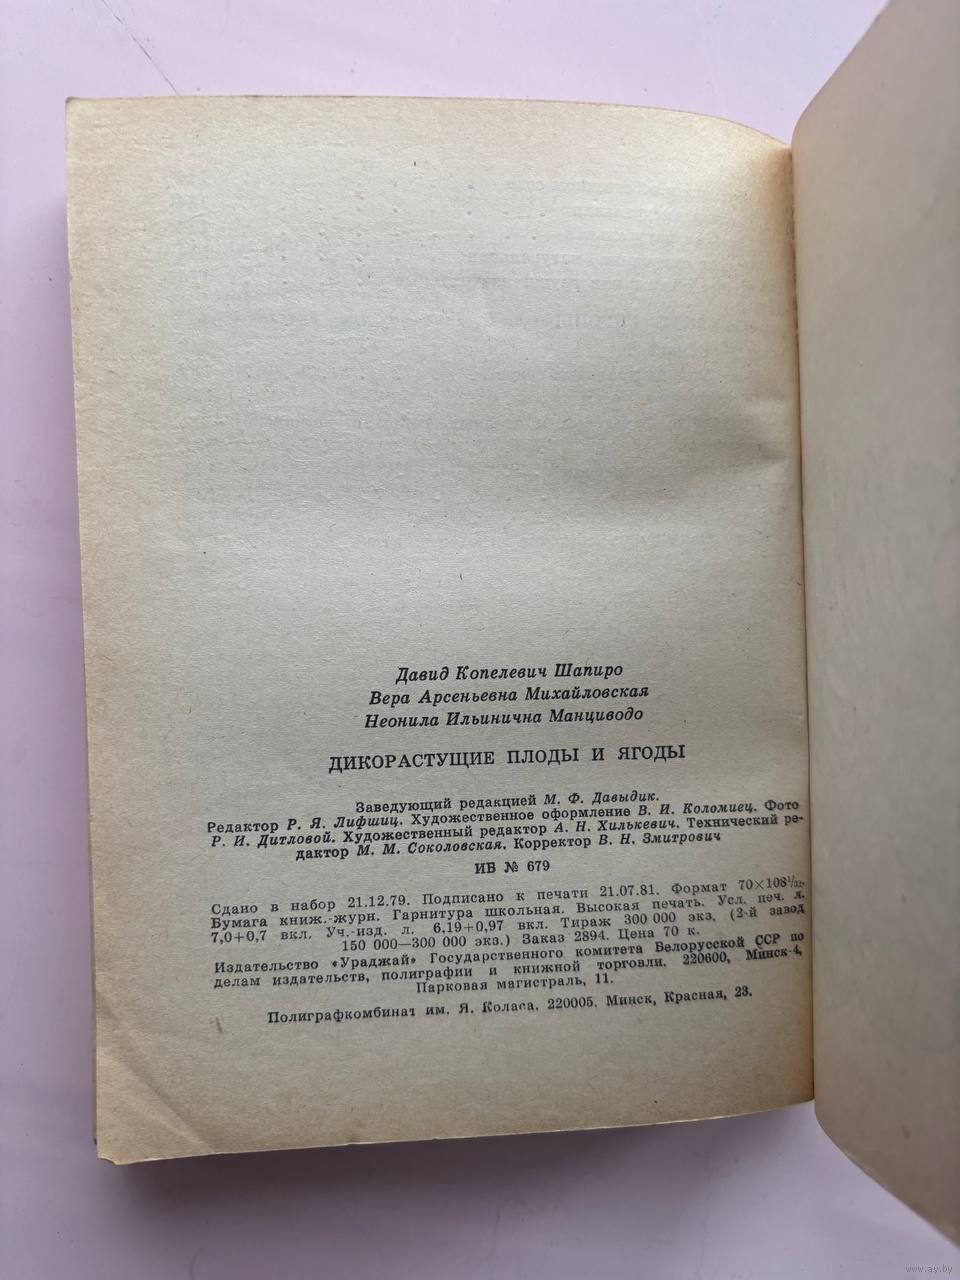 Давид Копелевич Шапиро
Вера Арсеньевна Михайловская
Неонила Ильинична Манциводо
ДИКОРАСТУЩИЕ ПЛОДЫ И ЯГОДЫ
Заведующий редакцией М. Ф. Давыдик.
Редактор Р. Я. Лифшиц. Художественное оформление В. И. Коломиец. Фото
Р. И. Дитловой. Художественный редактор А. Н. Хилькевич. Технический ре-
дактор М. М. Соколовская. Корректор В. Н. Змитрович
ИБ № 679
Сдано в набор 21.12.79. Подписано к печати 21.07.81. Формат 70×108¹/₃₂.
Бумага книж.-журн. Гарнитура школьная. Высокая печать. Усл. печ. л.
7,0+0,7 вкл. Уч.-изд. л. 6,19+0,97 вкл. Тираж 300 000 экз. (2-й завод
150 000—300 000 экз.) Заказ 2894. Цена 70 к.
Издательство «Ураджай» Государственного комитета Белорусской ССР по
делам издательств, полиграфии и книжной торговли. 220600, Минск-4,
Парковая магистраль, 11.
Полиграфкомбинат им. Я. Коласа. 220005. Минск, Красная, 23.
www.ay.by